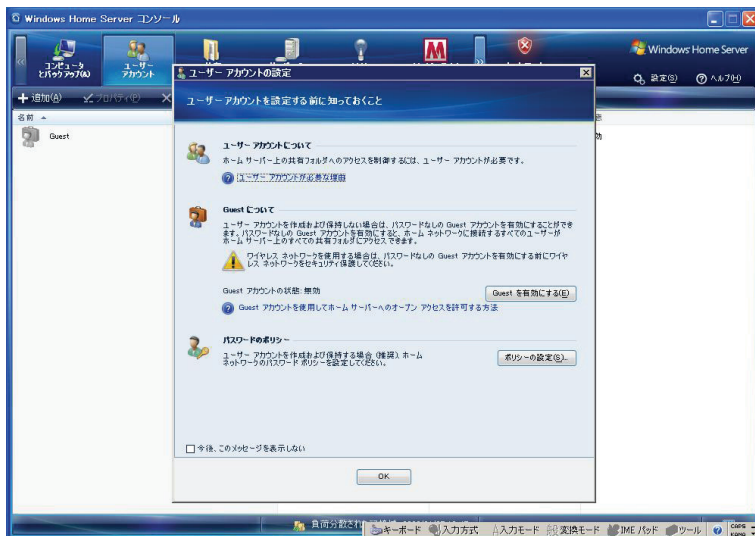 Windows Home Server コンソール
コンピュータ
とバックアップ(A)
ユーザー
アカウント
Windows Home Server
設定(S)
ヘルプ(H)
追加(A)
プロパティ(P)
名前
Guest
ユーザー アカウントの設定
ユーザー アカウントを設定する前に知っておくこと
ユーザー アカウントについて
ホーム サーバー上の共有フォルダへのアクセスを制御するには、ユーザー アカウントが必要です。
ユーザー アカウントが必要な理由
Guest について
ユーザー アカウントを作成および保持しない場合は、パスワードなしの Guest アカウントを有効にすることができ
ます。パスワードなしの Guest アカウントを有効にすると、ホーム ネットワークに接続するすべてのユーザーが
ホーム サーバー上のすべての共有フォルダにアクセスできます。
ワイヤレス ネットワークを使用する場合は、パスワードなしの Guest アカウントを有効にする前にワイヤ
レス ネットワークをセキュリティ保護してください。
Guest アカウントの状態: 無効
Guest を有効にする(E)
Guest アカウントを使用してホーム サーバーへのオープン アクセスを許可する方法
パスワードのポリシー
ユーザー アカウントを作成および保持する場合 (推奨)、ホーム
ネットワークのパスワード ポリシーを設定してください。
ポリシーの設定(S)...
今後、このメッセージを表示しない
OK
負荷分散され
キーボード
入力方式
入力モード
変換モード
IME パッド
ツール
CAPS
KANA